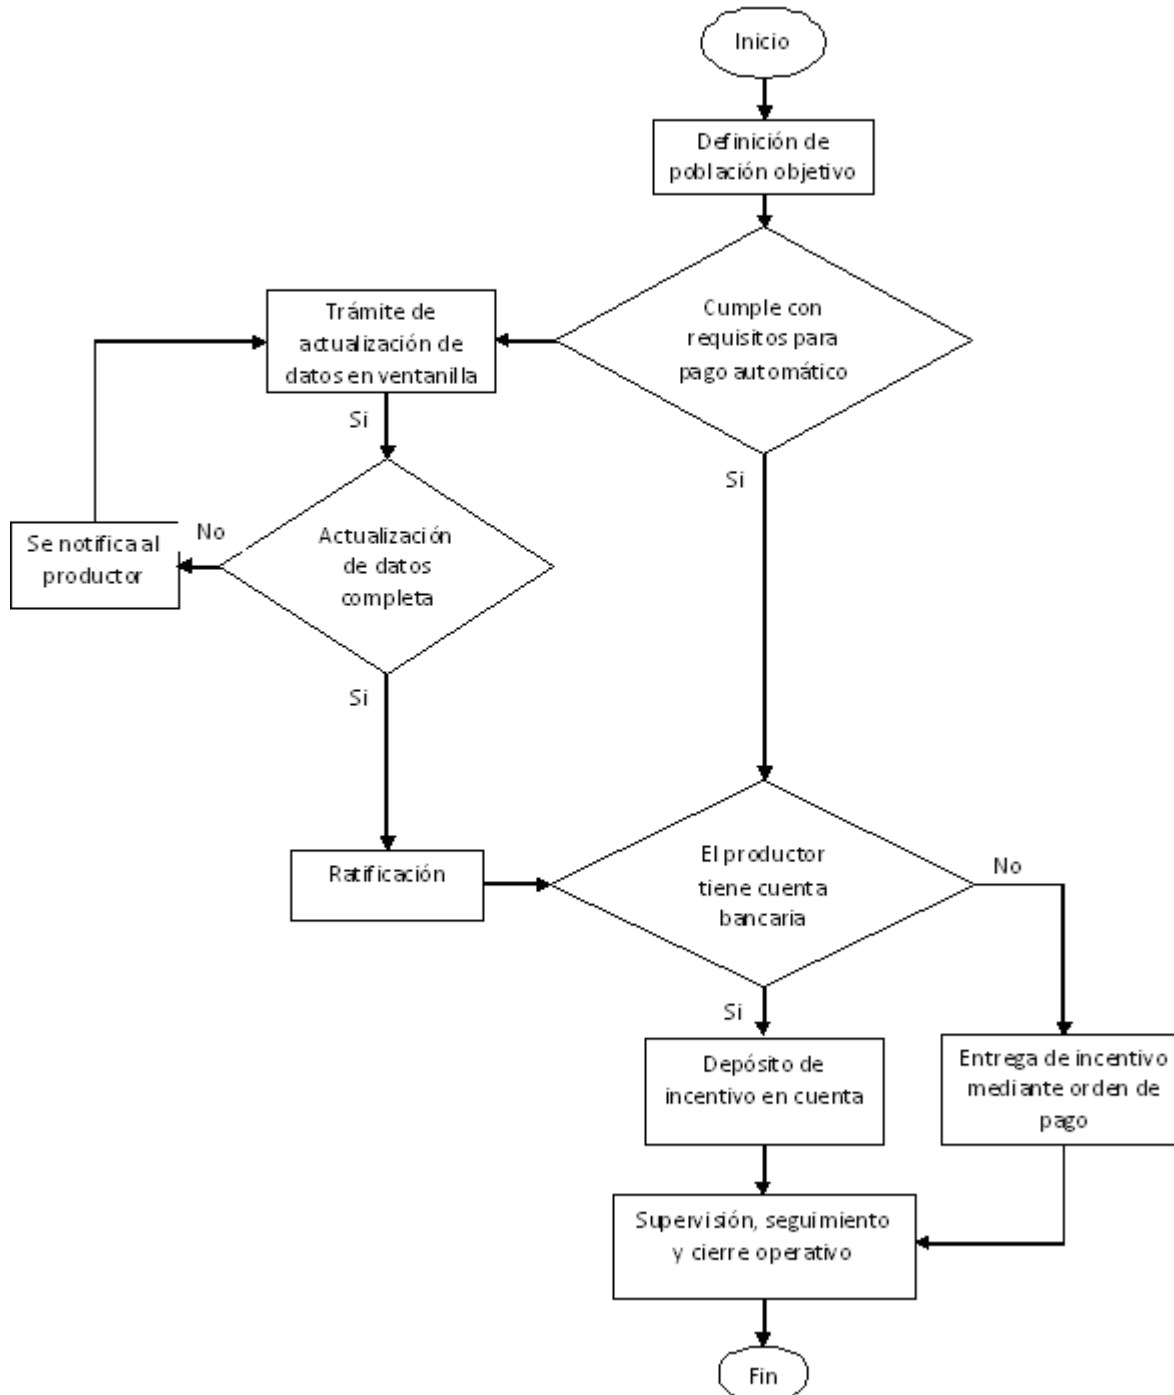 Inicio
Definición de
población objetivo
Cumple con
requisitos para
pago automático
Trámite de
actualización de
datos en ventanilla
Si
Si
Actualización
de datos
completa
No
Se notifica al
productor
Si
Ratificación
El productor
tiene cuenta
bancaria
No
Si
Depósito de
incentivo en cuenta
Entrega de incentivo
mediante orden de
pago
Supervisión, seguimiento
y cierre operativo
Fin